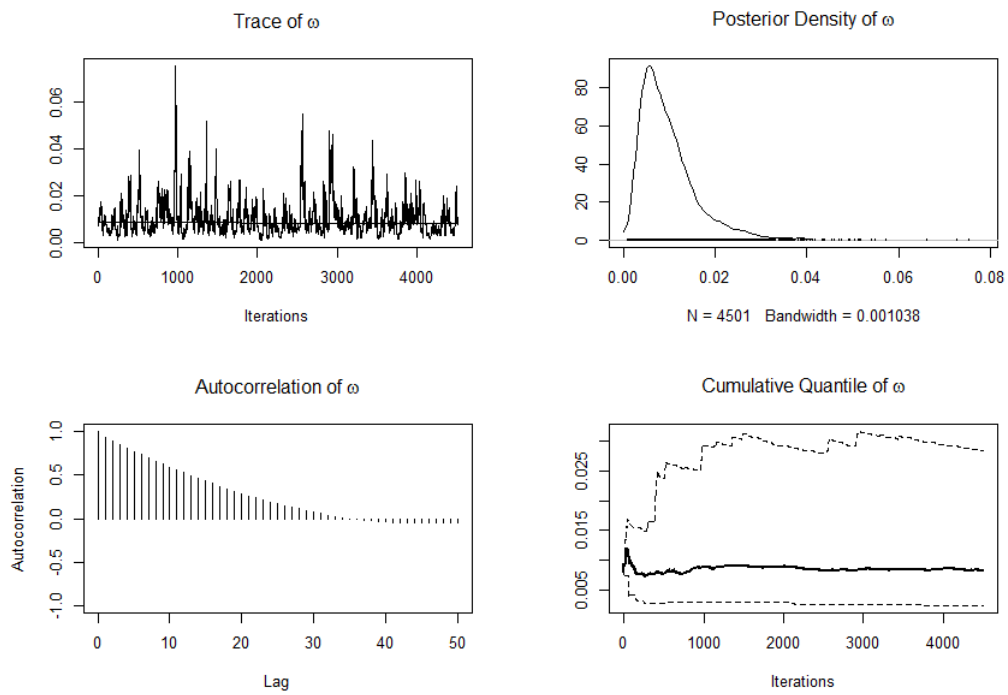 Trace of ω
0.00 0.02 0.04 0.06
0 1000 2000 3000 4000
Iterations
Posterior Density of ω
0 20 40 60 80
0.00 0.02 0.04 0.06 0.08
N = 4501 Bandwidth = 0.001038
Autocorrelation of ω
Autocorrelation
-1.0 -0.5 0.0 0.5 1.0
0 10 20 30 40 50
Lag
Cumulative Quantile of ω
0.005 0.015 0.025
0 1000 2000 3000 4000
Iterations